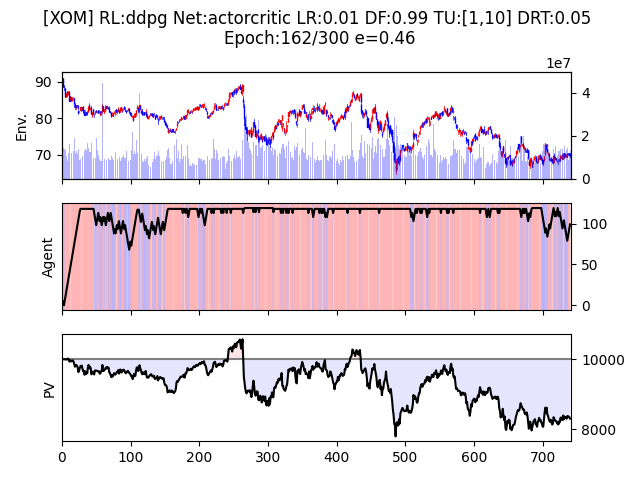 [XOM] RL:ddpg Net:actorcritic LR:0.01 DF:0.99 TU:[1,10] DRT:0.05
Epoch:162/300 e=0.46
1e7
90
80
70
Env.
4
2
0
Agent
100
50
0
PV
10000
8000
0 100 200 300 400 500 600 700